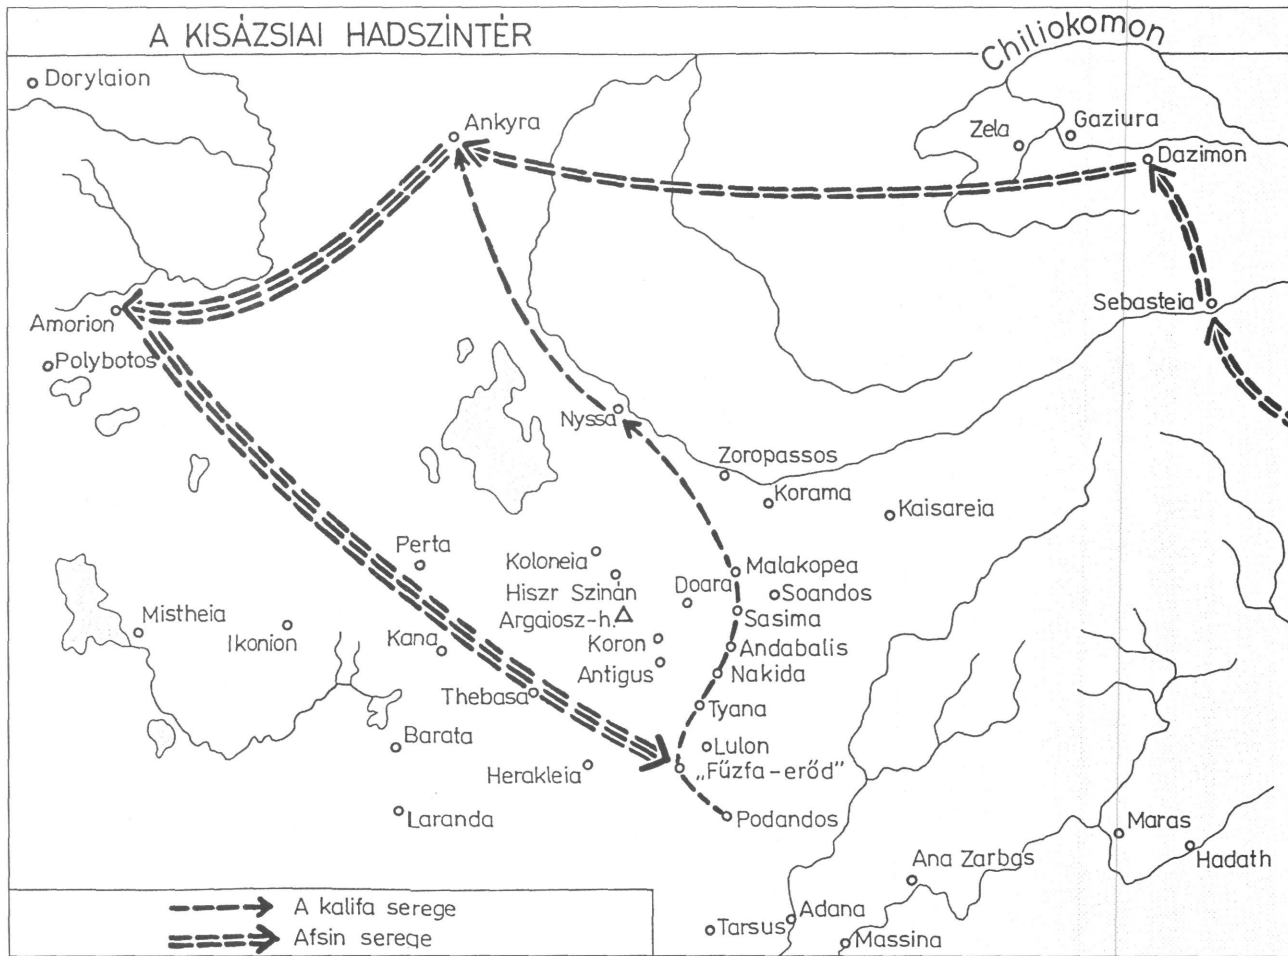 A KISÁZSIAI HADSZÍNTÉR
Chiliokomon
Dorylaion
Ankyra
Zela
Gaziura
Dazimon
Sebasteia
Amorion
Polybotos
Nyssa
Zoropassos
Korama
Kaisareia
Perta
Koloneia
Hiszr Szinán
Argaiosz-h.
Doara
Malakopea
Soandos
Sasima
Mistheia
Ikonion
Kana
Koron
Antigus
Andabalis
Nakida
Thebasa
Tyana
Barata
Lulon
Herakleia
„Fűzfa-erőd”
Laranda
Podandos
Maras
Hadath
Ana Zarbas
Adana
Tarsus
Massina
A kalifa serege
Afsin serege